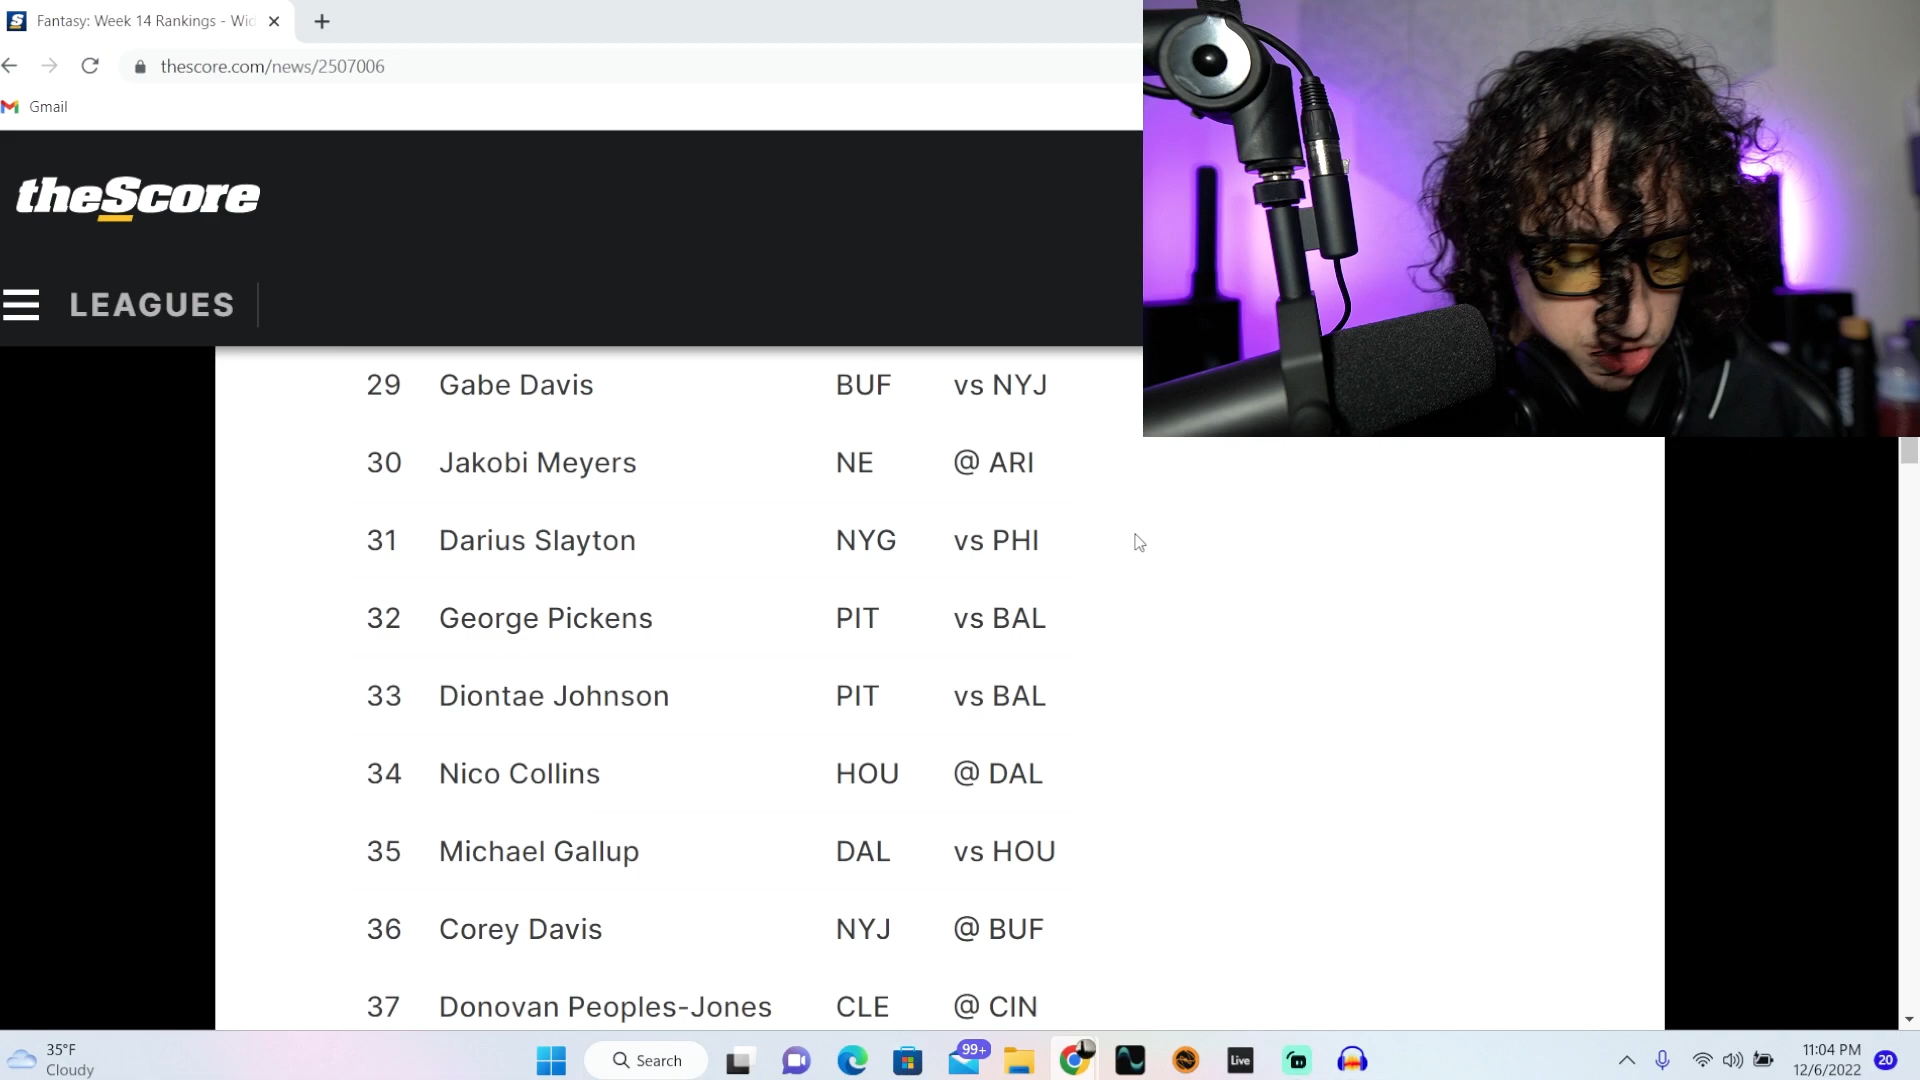 Fantasy: Week 14 Rankings - Wid
thescore.com/news/2507006
Gmail
theScore
LEAGUES
29 Gabe Davis BUF vs NYJ
30 Jakobi Meyers NE @ ARI
31 Darius Slayton NYG vs PHI
32 George Pickens PIT vs BAL
33 Diontae Johnson PIT vs BAL
34 Nico Collins HOU @ DAL
35 Michael Gallup DAL vs HOU
36 Corey Davis NYJ @ BUF
37 Donovan Peoples-Jones CLE @ CIN
35°F
Cloudy
Search
99+
Live
11:04 PM
12/6/2022
20